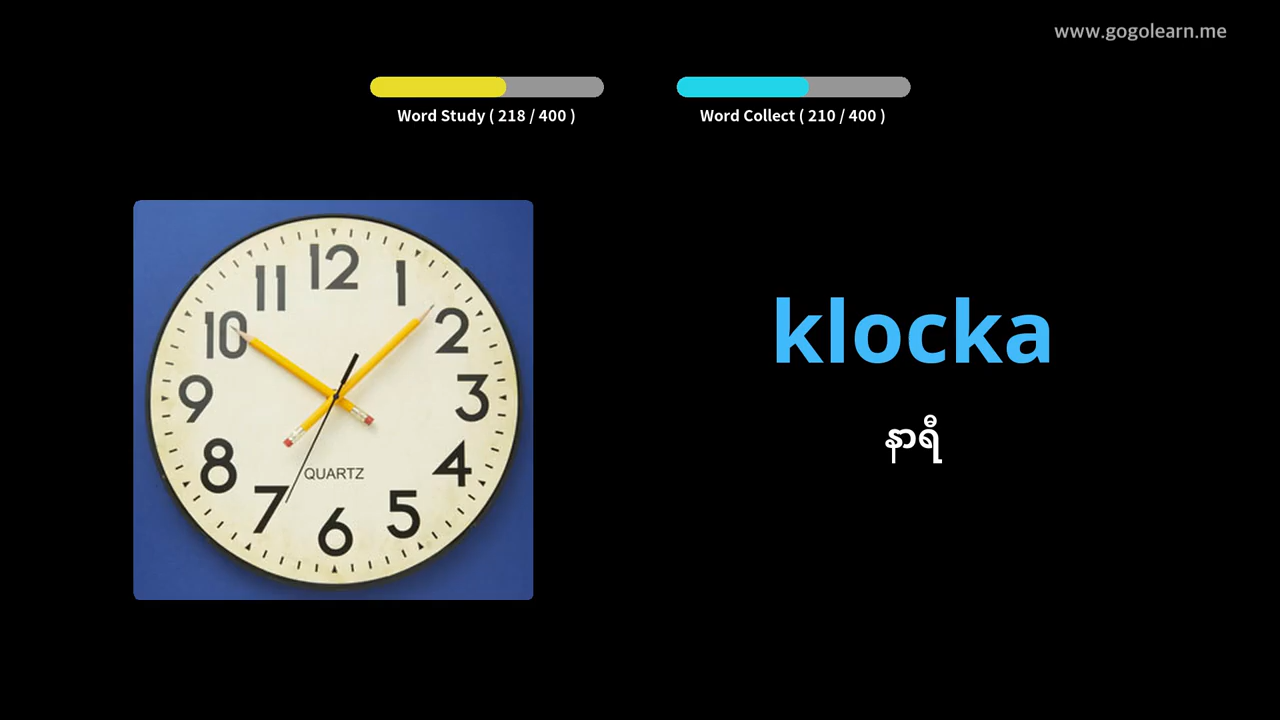 www.gogolearn.me
Word Study ( 218 / 400 )
Word Collect ( 210 / 400 )
12
11
1
10
2
9
3
8
4
7
5
6
QUARTZ
klocka
နာရီ